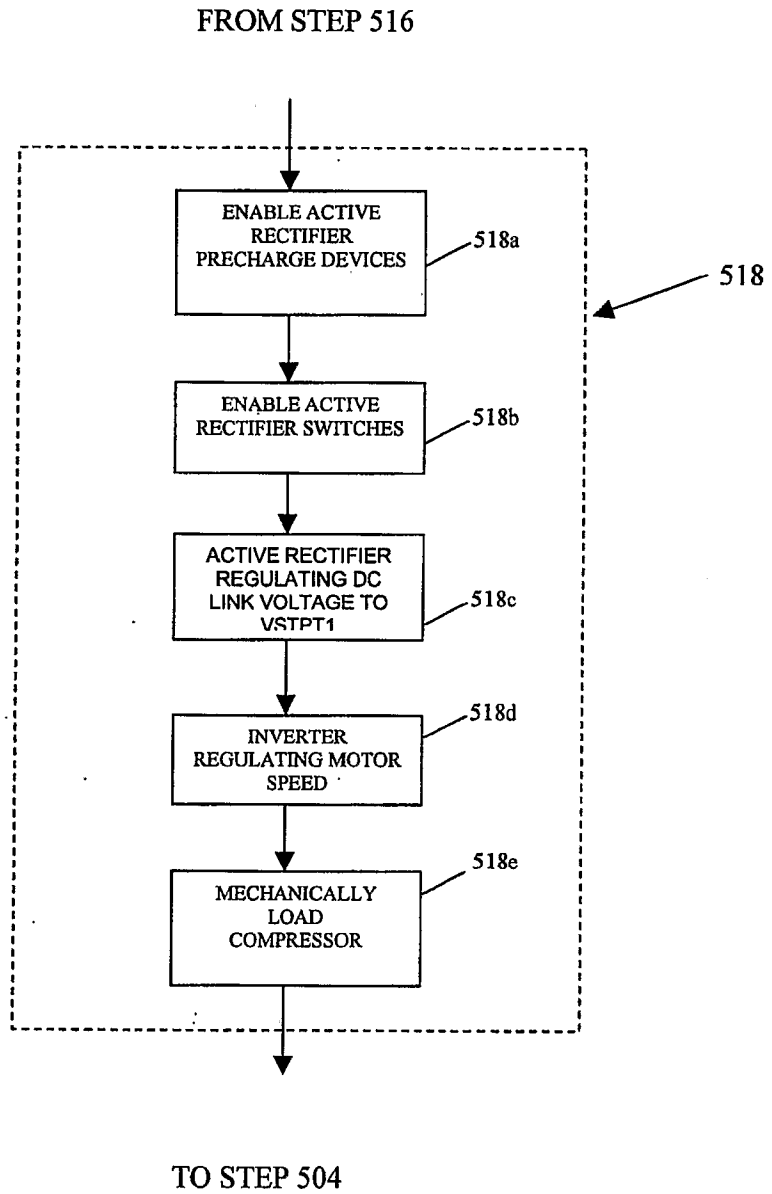 FROM STEP 516
ENABLE ACTIVE
RECTIFIER
PRECHARGE DEVICES
518a
518
ENABLE ACTIVE
RECTIFIER SWITCHES
518b
ACTIVE RECTIFIER
REGULATING DC
LINK VOLTAGE TO
VSTPT1
518c
518d
INVERTER
REGULATING MOTOR
SPEED
518e
MECHANICALLY
LOAD
COMPRESSOR
TO STEP 504